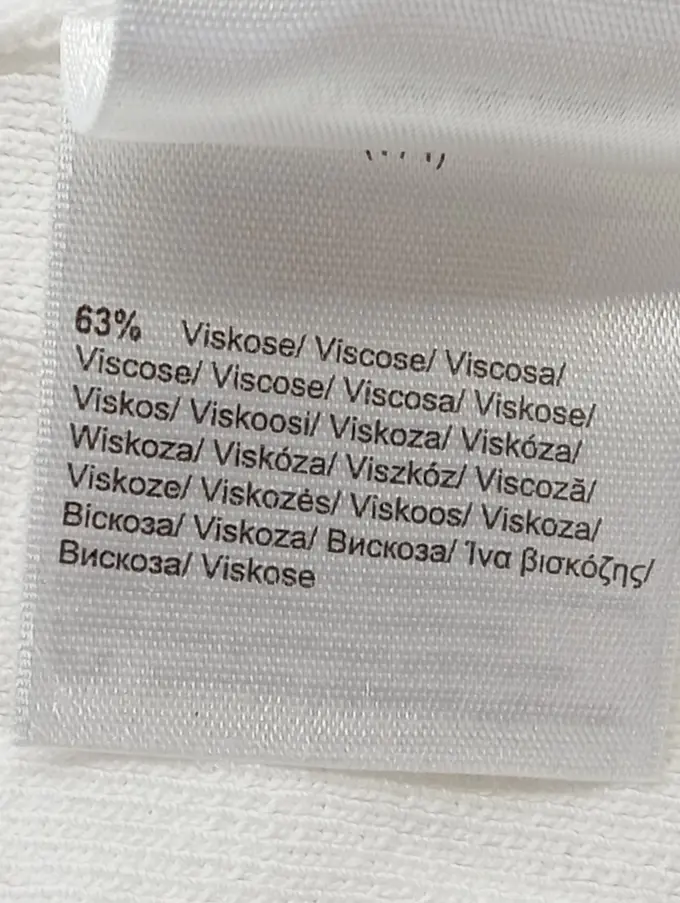 63% Viskose/ Viscose/ Viscosa/
Viscose/ Viscose/ Viscosa/ Viskose/
Viskos/ Viskoosi/ Viskoza/ Viskóza/
Wiskoza/ Viskóza/ Viszkóz/ Viscoză/
Viskoze/ Viskozės/ Viskoos/ Viskoza/
Віскоза/ Viskoza/ Вискоза/ Ίνα βισκόζης/
Вискоза/ Viskose